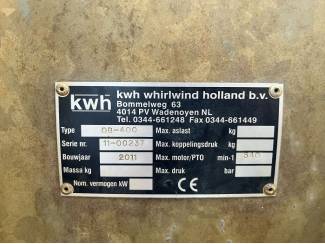 kwh
kwh whirlwind holland b.v.
Bommelweg 63
4014 PV Wadenoyen NL
Tel. 0344-661248 Fax 0344-661449
Type DB-400 Max. aslast kg
Serie nr. 11-00237 Max. koppelingsdruk kg
Bouwjaar 2011 Max. motor/PTO min-1 540
Massa kg Max. druk bar
Nom. vermogen kW CE